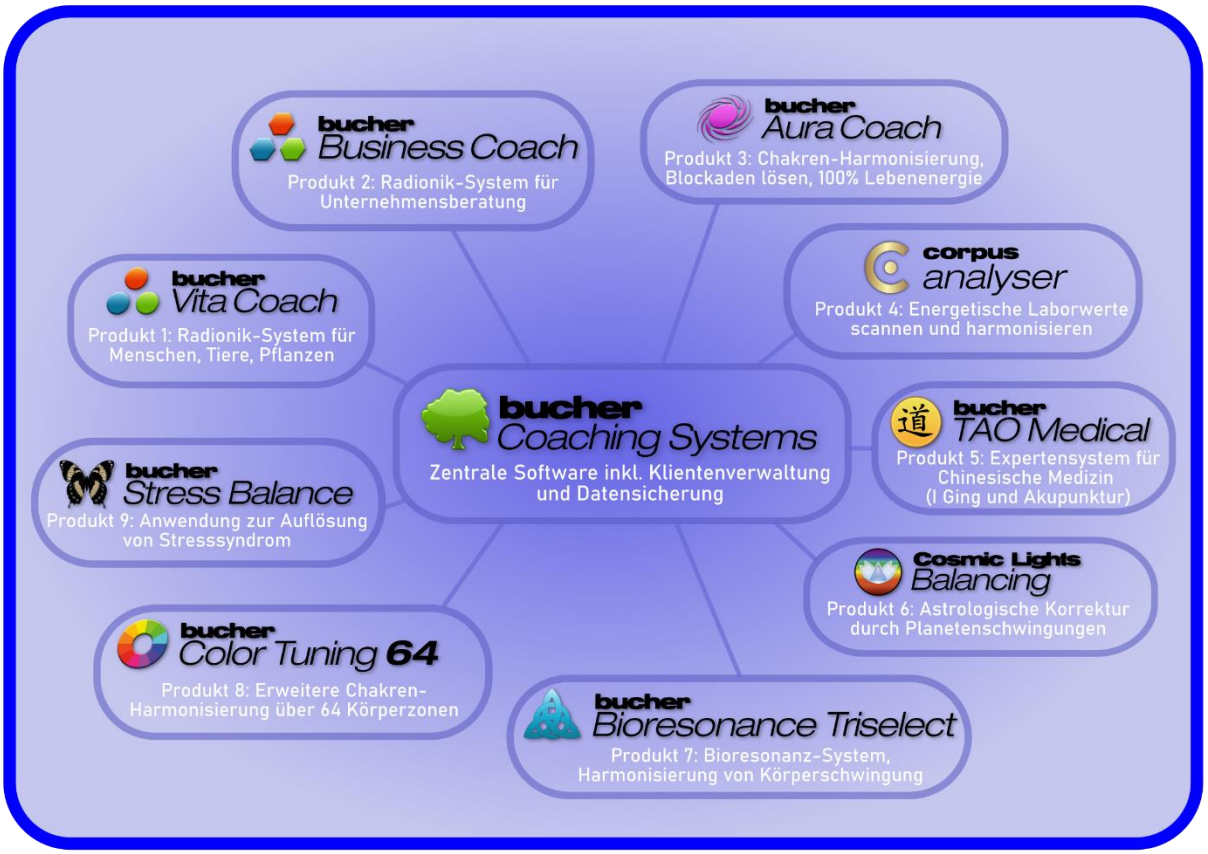 bucher
Business Coach
Produkt 2: Radionik-System für
Unternehmensberatung
bucher
Aura Coach
Produkt 3: Chakren-Harmonisierung,
Blockaden lösen, 100% Lebenenergie
bucher
Vita Coach
Produkt 1: Radionik-System für
Menschen, Tiere, Pflanzen
corpus
analyser
Produkt 4: Energetische Laborwerte
scannen und harmonisieren
bucher
Coaching Systems
Zentrale Software inkl. Klientenverwaltung
und Datensicherung
道
bucher
TAO Medical
Produkt 5: Expertensystem für
Chinesische Medizin
(I Ging und Akupunktur)
bucher
Stress Balance
Produkt 9: Anwendung zur Auflösung
von Stresssyndrom
Cosmic Lights
Balancing
Produkt 6: Astrologische Korrektur
durch Planetenschwingungen
bucher
Color Tuning 64
Produkt 8: Erweitere Chakren-
Harmonisierung über 64 Körperzonen
bucher
Bioresonance Triselect
Produkt 7: Bioresonanz-System,
Harmonisierung von Körperschwingung